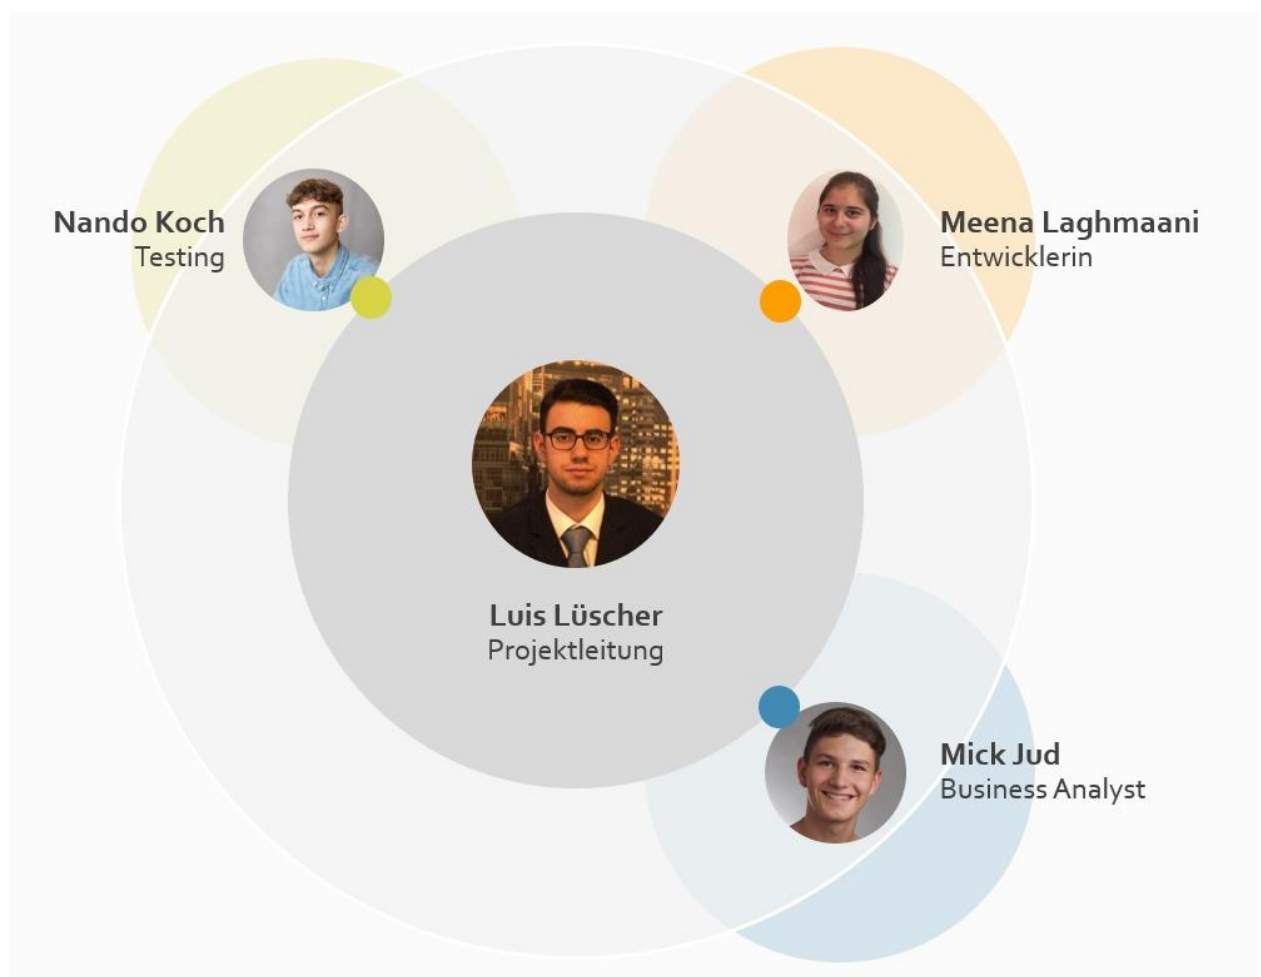 Nando Koch
Testing
Meena Laghmaani
Entwicklerin
Luis Lüscher
Projektleitung
Mick Jud
Business Analyst